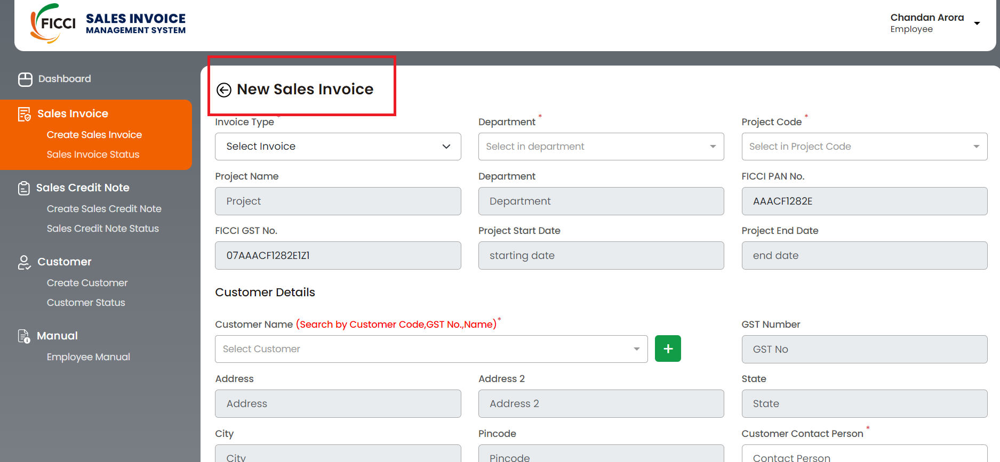 FICCI
SALES INVOICE
MANAGEMENT SYSTEM
Chandan Arora
Employee
Dashboard
Sales Invoice
Create Sales Invoice
Sales Invoice Status
Sales Credit Note
Create Sales Credit Note
Sales Credit Note Status
Customer
Create Customer
Customer Status
Manual
Employee Manual
New Sales Invoice
Invoice Type * Department * Project Code *
Select Invoice Select in department Select in Project Code
Project Name Department FICCI PAN No.
Project Department AAACF1282E
FICCI GST No. Project Start Date Project End Date
07AAACF1282E1Z1 starting date end date
Customer Details
Customer Name (Search by Customer Code,GST No.,Name) * GST Number
Select Customer + GST No
Address Address 2 State
Address Address 2 State
City Pincode Customer Contact Person *
City Pincode Contact Person